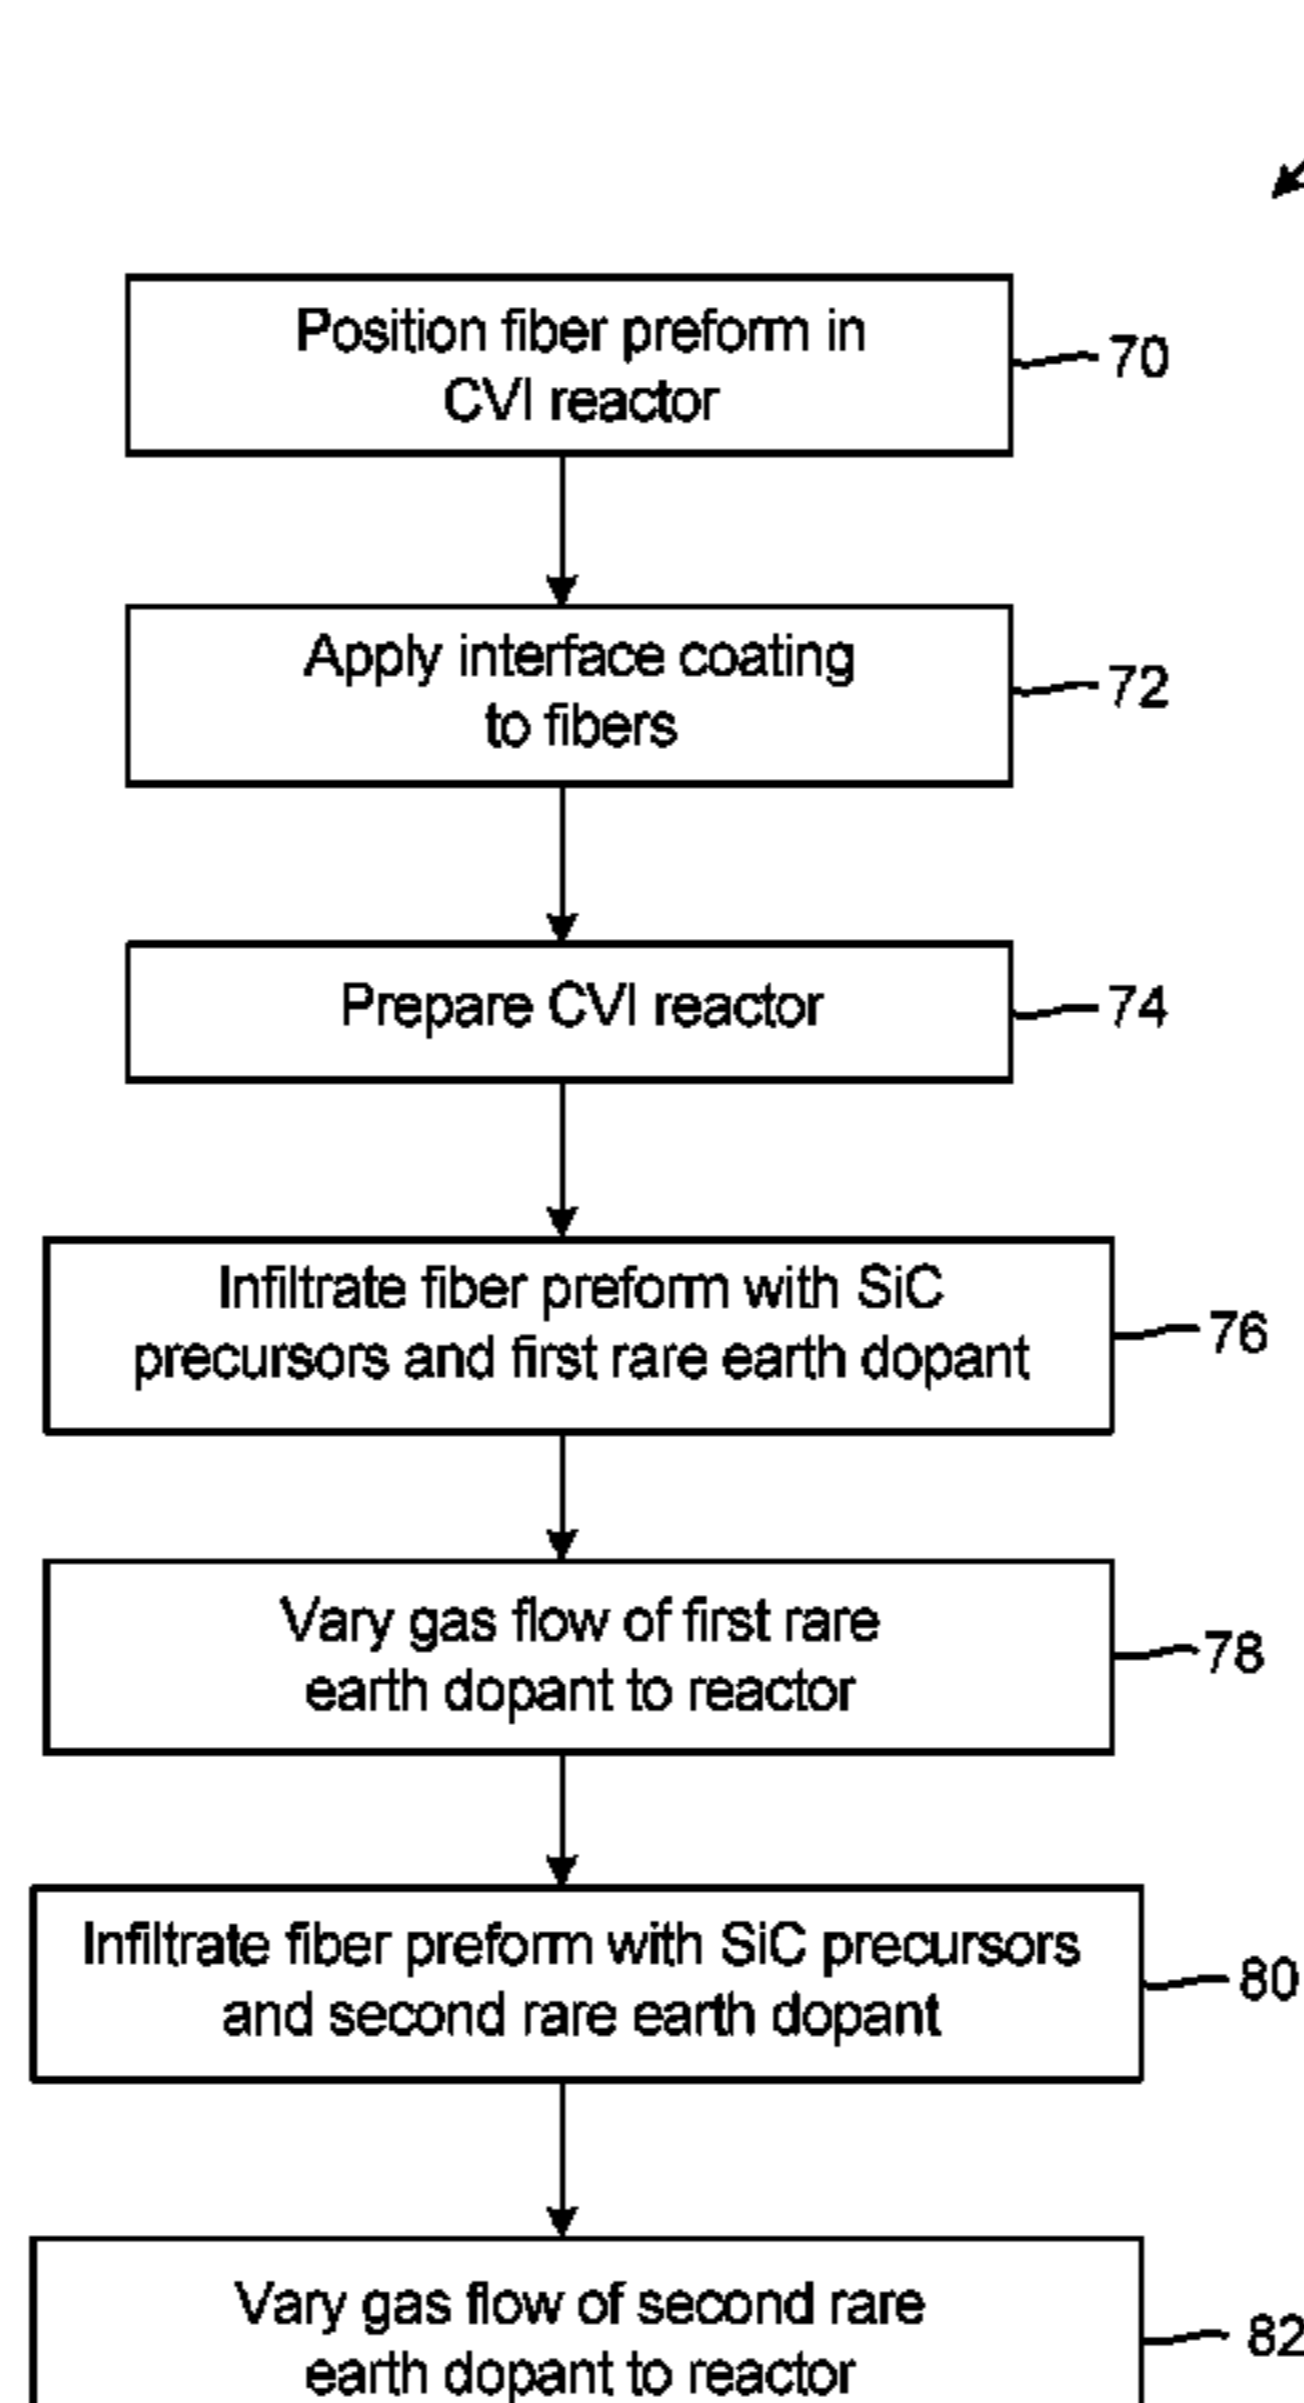 Position fiber preform in
CVI reactor
70
Apply interface coating
to fibers
72
Prepare CVI reactor
74
Infiltrate fiber preform with SiC
precursors and first rare earth dopant
76
Vary gas flow of first rare
earth dopant to reactor
78
Infiltrate fiber preform with SiC precursors
and second rare earth dopant
80
Vary gas flow of second rare
earth dopant to reactor
82